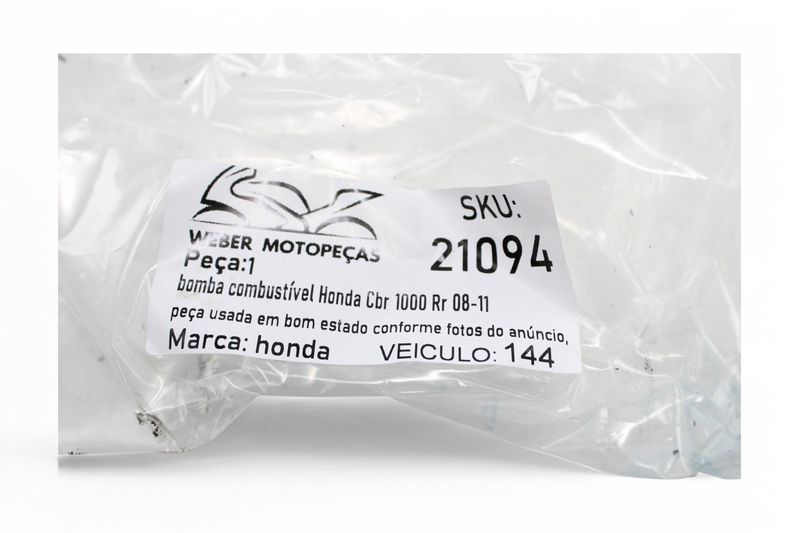 WEBER MOTOPEÇAS
SKU:
21094
Peça:1
bomba combustível Honda Cbr 1000 Rr 08-11
peça usada em bom estado conforme fotos do anúncio,
Marca: honda VEICULO: 144